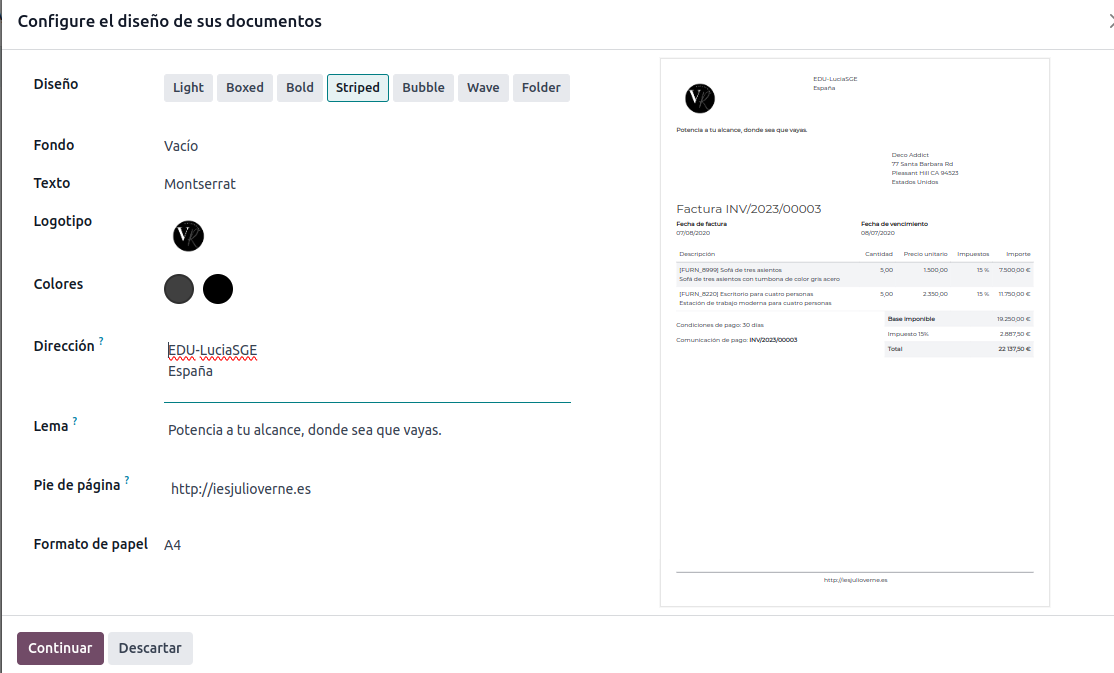 Configure el diseño de sus documentos
Diseño
Light Boxed Bold Striped Bubble Wave Folder
Fondo Vacío
Texto Montserrat
Logotipo
VR
Colores
Dirección ? EDU-LuciaSGE
España
Lema ? Potencia a tu alcance, donde sea que vayas.
Pie de página ? http://iesjulioverne.es
Formato de papel A4
Continuar Descartar
EDU-LuciaSGE
España
VR
Potencia a tu alcance, donde sea que vayas.
Deco Addict
77 Santa Barbara Rd
Pleasant Hill CA 94523
Estados Unidos
Factura INV/2023/00003
Fecha de factura Fecha de vencimiento
07/08/2020 08/07/2020
Descripción Cantidad Precio unitario Impuestos Importe
[FURN_8999] Sofá de tres asientos 5,00 1.500,00 15 % 7.500,00 €
Sofá de tres asientos con tumbona de color gris acero
[FURN_8220] Escritorio para cuatro personas 5,00 2.350,00 15 % 11.750,00 €
Estación de trabajo moderna para cuatro personas
Base imponible 19.250,00 €
Condiciones de pago: 30 días
Impuesto 15% 2.887,50 €
Comunicación de pago: INV/2023/00003
Total 22 137,50 €
http://iesjulioverne.es